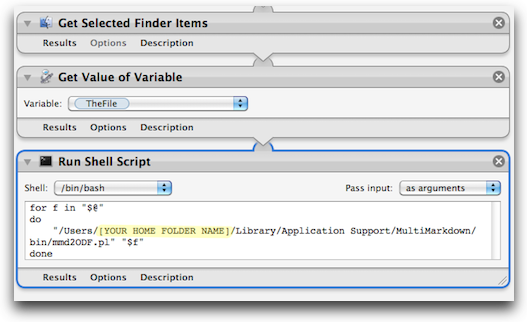 Get Selected Finder Items
Results Options Description
Get Value of Variable
Variable: TheFile
Results Options Description
Run Shell Script
Shell: /bin/bash Pass input: as arguments
for f in "$@"
do
"/Users/[YOUR HOME FOLDER NAME]/Library/Application Support/MultiMarkdown/
bin/mmd2ODF.pl" "$f"
done
Results Options Description